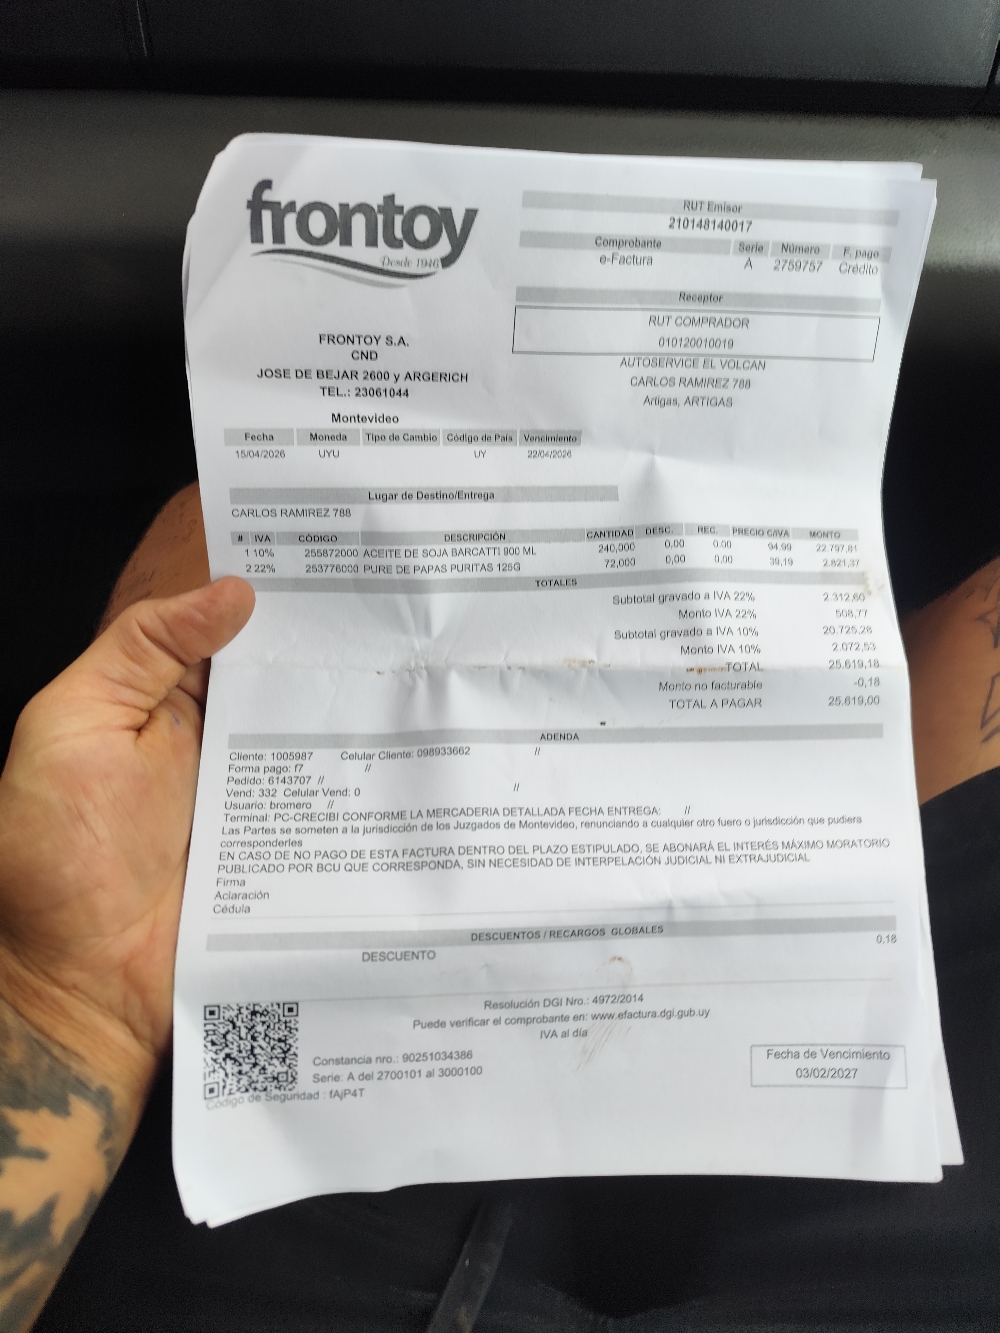 frontoy
Desde 1946
RUT Emisor
210148140017
Comprobante Serie Número F. pago
e-Factura A 2759757 Crédito
Receptor
RUT COMPRADOR
010120010019
AUTOSERVICE EL VOLCAN
CARLOS RAMIREZ 788
Artigas, ARTIGAS
FRONTOY S.A.
CND
JOSE DE BEJAR 2600 y ARGERICH
TEL.: 23061044
Montevideo
Fecha Moneda Tipo de Cambio Código de País Vencimiento
15/04/2026 UYU UY 22/04/2026
Lugar de Destino/Entrega
CARLOS RAMIREZ 788
# IVA CÓDIGO DESCRIPCIÓN CANTIDAD DESC. REC. PRECIO C/IVA MONTO
1 10% 255872000 ACEITE DE SOJA BARCATTI 900 ML 240,000 0,00 0,00 94,99 22.797,81
2 22% 253776000 PURE DE PAPAS PURITAS 125G 72,000 0,00 0,00 39,19 2.821,37
TOTALES
Subtotal gravado a IVA 22% 2.312,60
Monto IVA 22% 508,77
Subtotal gravado a IVA 10% 20.725,28
Monto IVA 10% 2.072,53
TOTAL 25.619,18
Monto no facturable -0,18
TOTAL A PAGAR 25.619,00
ADENDA
Cliente: 1005987 Celular Cliente: 098933662 //
Forma pago: f7 //
Pedido: 6143707 //
Vend: 332 Celular Vend: 0 //
Usuario: bromero //
Terminal: PC-CRECIBI CONFORME LA MERCADERIA DETALLADA FECHA ENTREGA: //
Las Partes se someten a la jurisdicción de los Juzgados de Montevideo, renunciando a cualquier otro fuero o jurisdicción que pudiera
corresponderles
EN CASO DE NO PAGO DE ESTA FACTURA DENTRO DEL PLAZO ESTIPULADO, SE ABONARÁ EL INTERÉS MÁXIMO MORATORIO
PUBLICADO POR BCU QUE CORRESPONDA, SIN NECESIDAD DE INTERPELACIÓN JUDICIAL NI EXTRAJUDICIAL
Firma
Aclaración
Cédula
DESCUENTOS / RECARGOS GLOBALES
DESCUENTO 0,18
Resolución DGI Nro.: 4972/2014
Puede verificar el comprobante en: www.efactura.dgi.gub.uy
IVA al día
Constancia nro.: 90251034386
Serie: A del 2700101 al 3000100
Código de Seguridad : fAjP4T
Fecha de Vencimiento
03/02/2027